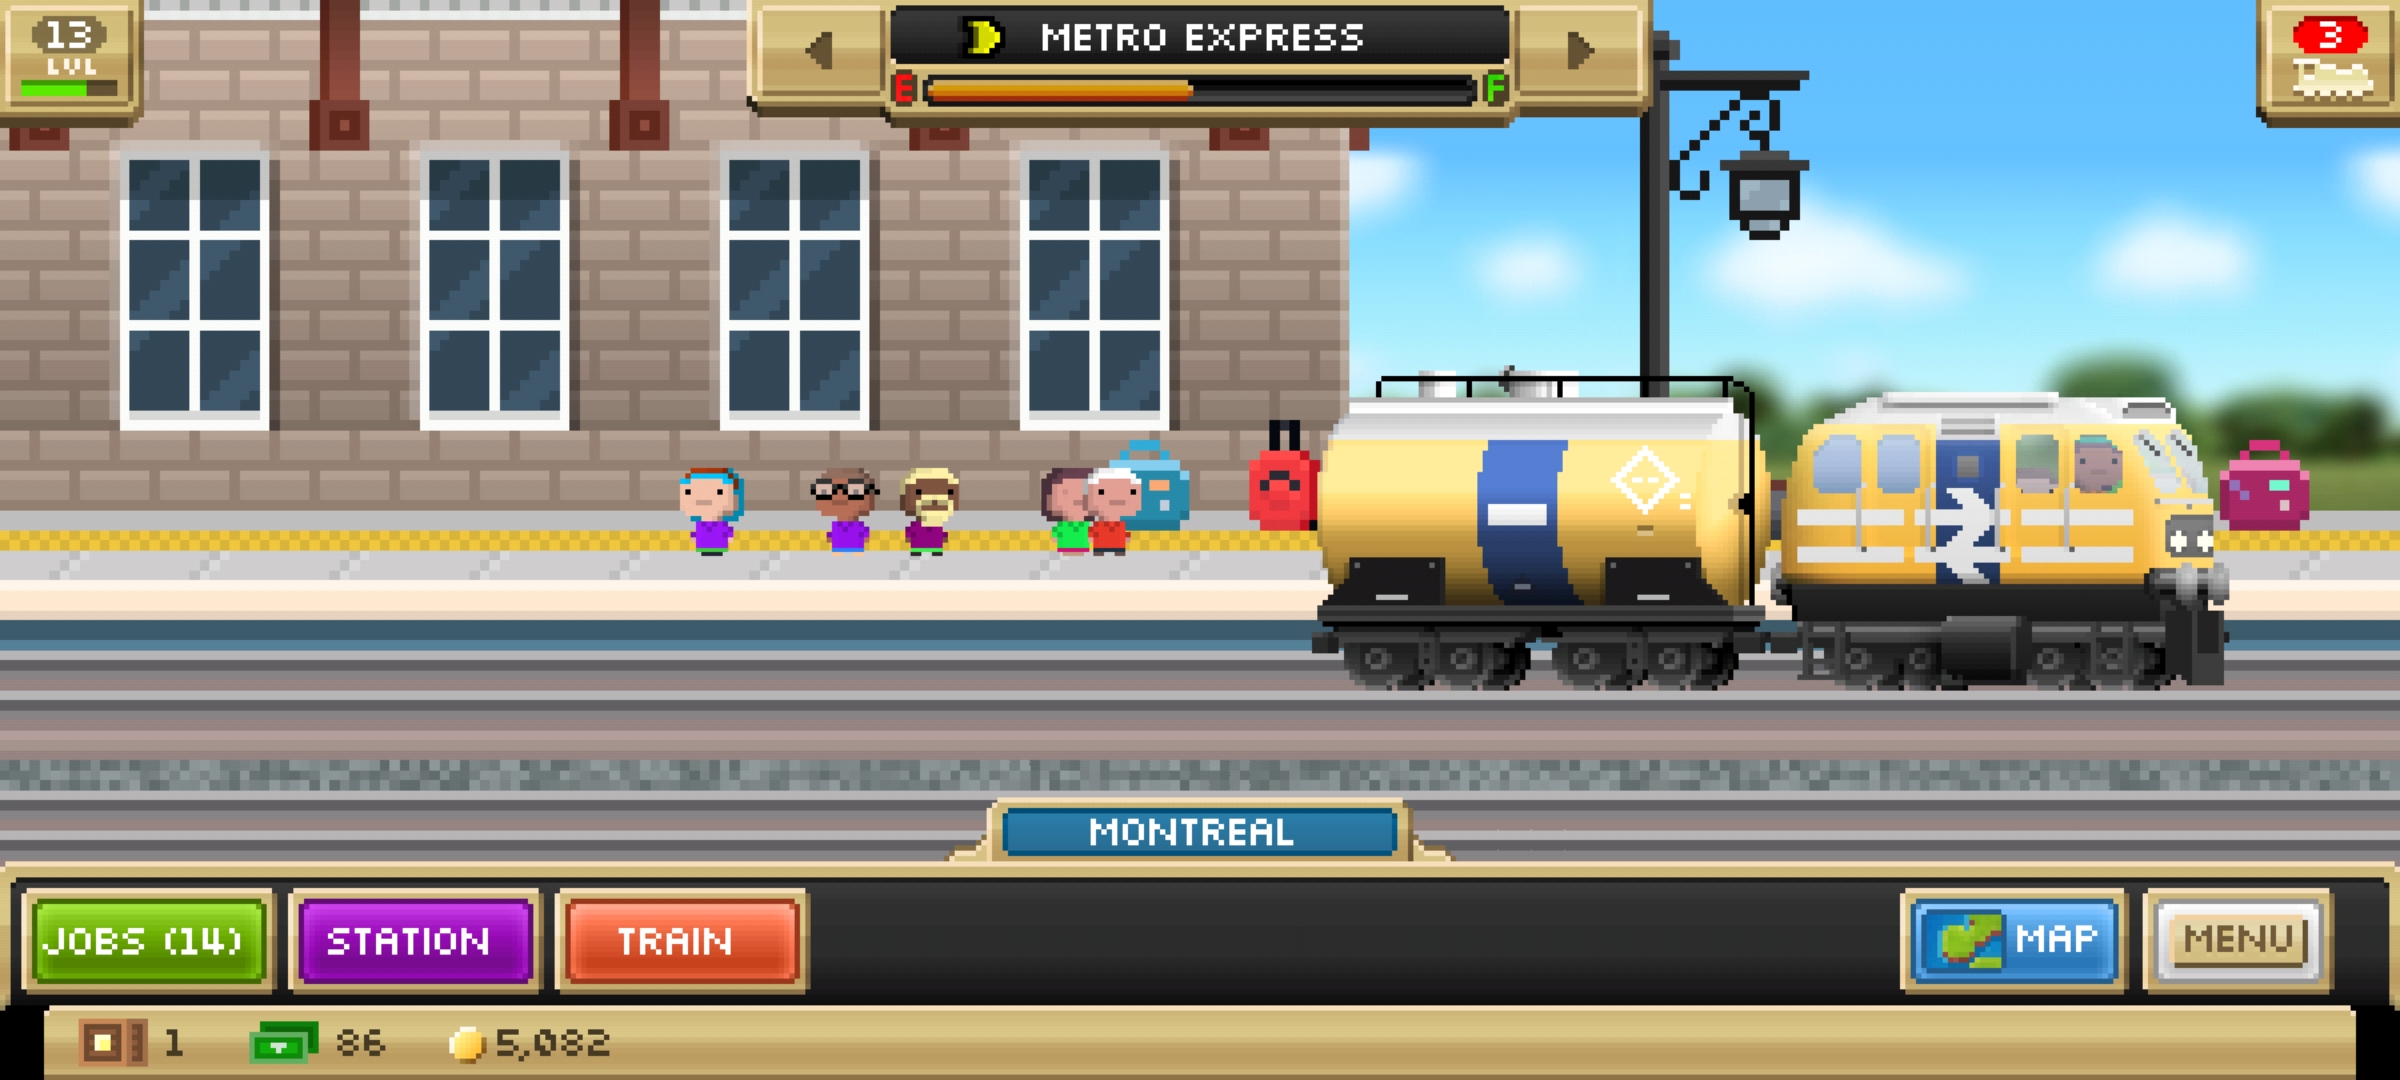 13
LVL
METRO EXPRESS
E F
3
MONTREAL
JOBS (14)
STATION
TRAIN
MAP
MENU
1
86
5,082